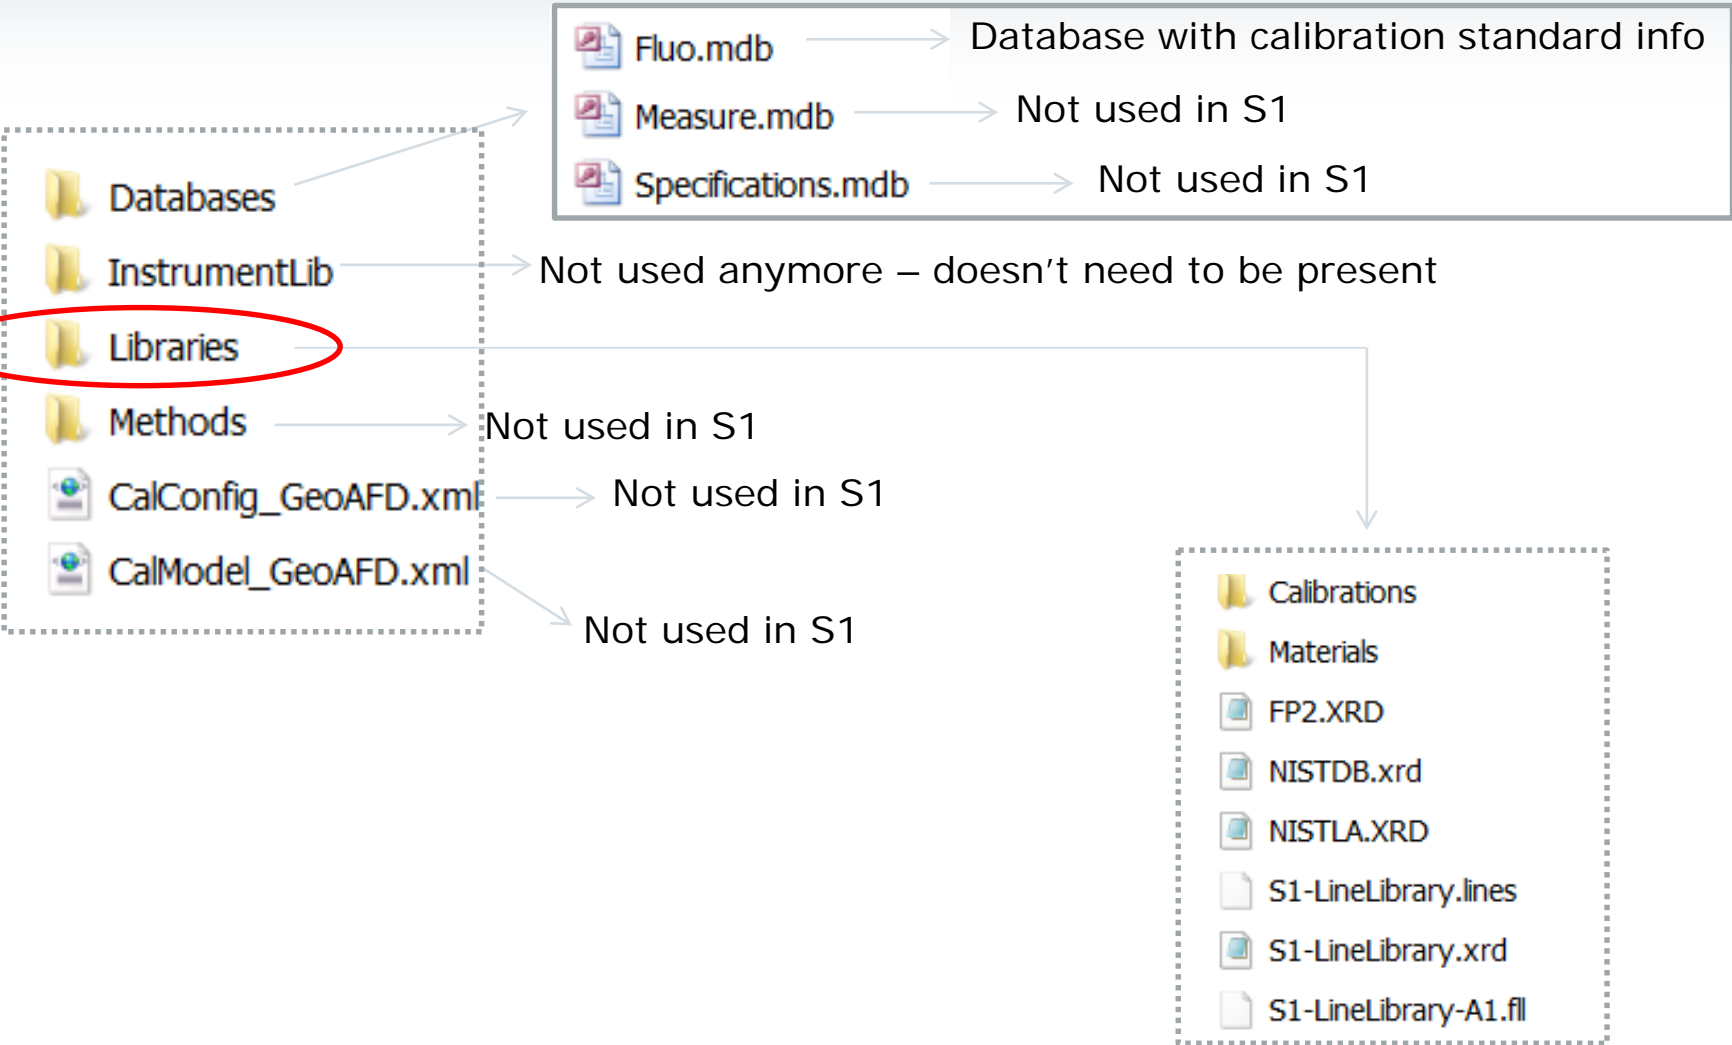 Fluo.mdb
Database with calibration standard info
Measure.mdb
Not used in S1
Specifications.mdb
Not used in S1
Databases
InstrumentLib
Not used anymore – doesn't need to be present
Libraries
Methods
Not used in S1
CalConfig_GeoAFD.xml
Not used in S1
CalModel_GeoAFD.xml
Not used in S1
Calibrations
Materials
FP2.XRD
NISTDB.xrd
NISTLA.XRD
S1-LineLibrary.lines
S1-LineLibrary.xrd
S1-LineLibrary-A1.fll